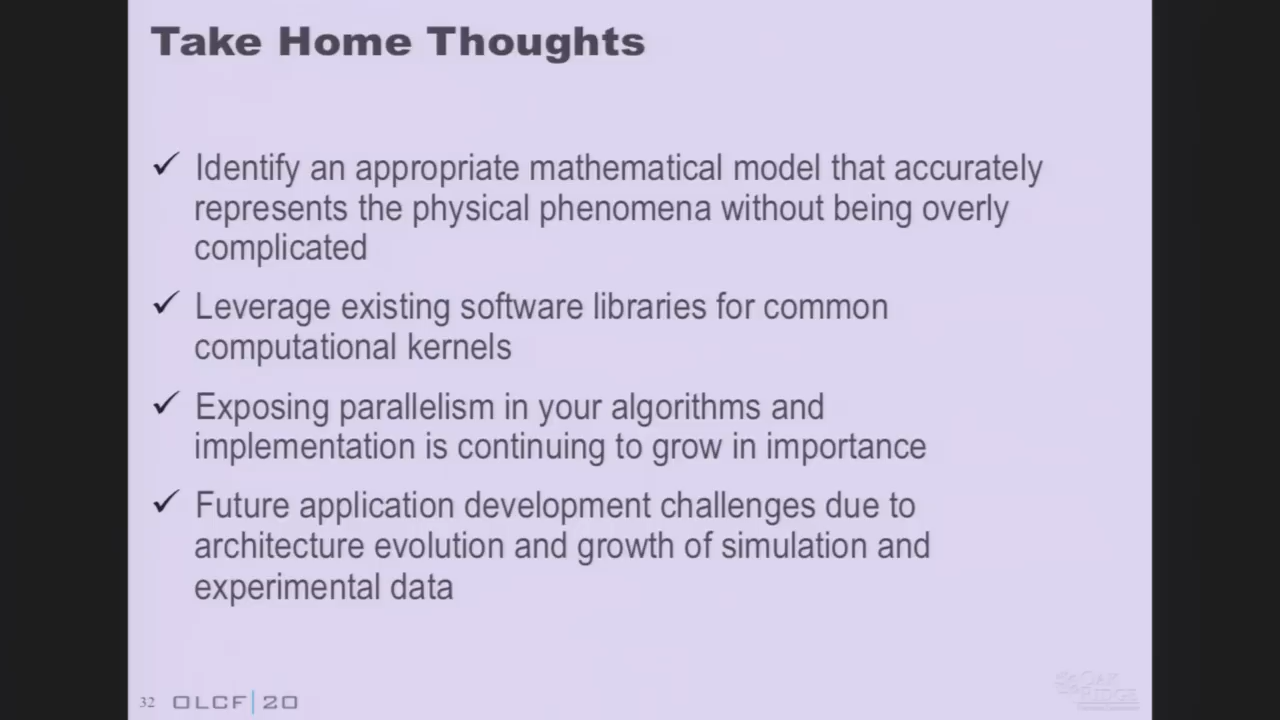 Take Home Thoughts
✓ Identify an appropriate mathematical model that accurately
represents the physical phenomena without being overly
complicated
✓ Leverage existing software libraries for common
computational kernels
✓ Exposing parallelism in your algorithms and
implementation is continuing to grow in importance
✓ Future application development challenges due to
architecture evolution and growth of simulation and
experimental data
32 OLCF|20
OAK
RIDGE